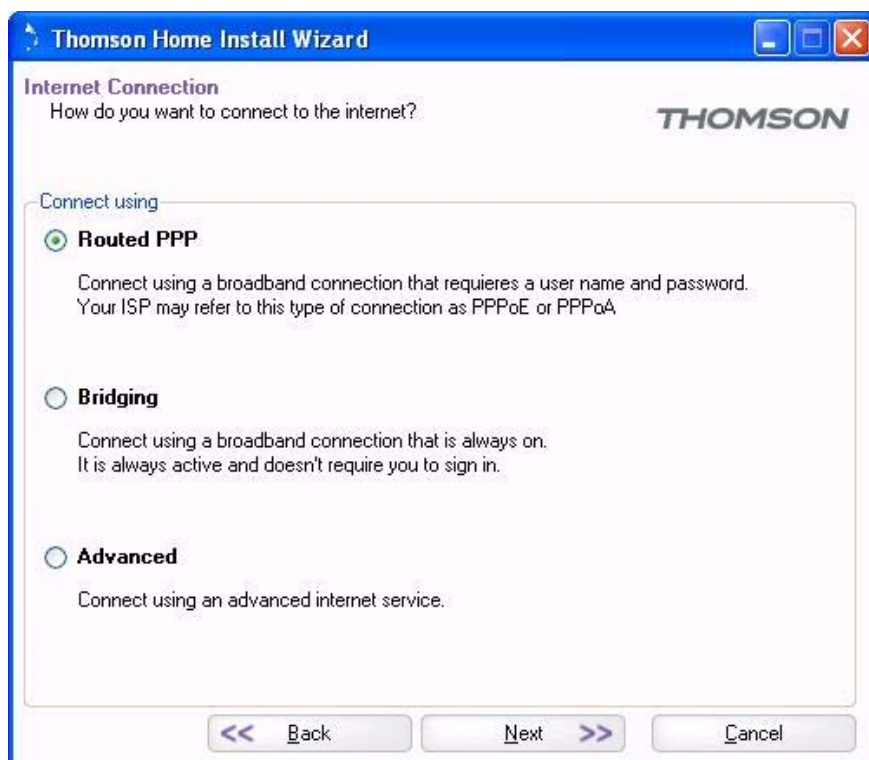 Thomson Home Install Wizard
Internet Connection
How do you want to connect to the internet?
THOMSON
Connect using
Routed PPP
Connect using a broadband connection that requieres a user name and password.
Your ISP may refer to this type of connection as PPPoE or PPPoA
Bridging
Connect using a broadband connection that is always on.
It is always active and doesn't require you to sign in.
Advanced
Connect using an advanced internet service.
<< Back
Next >>
Cancel